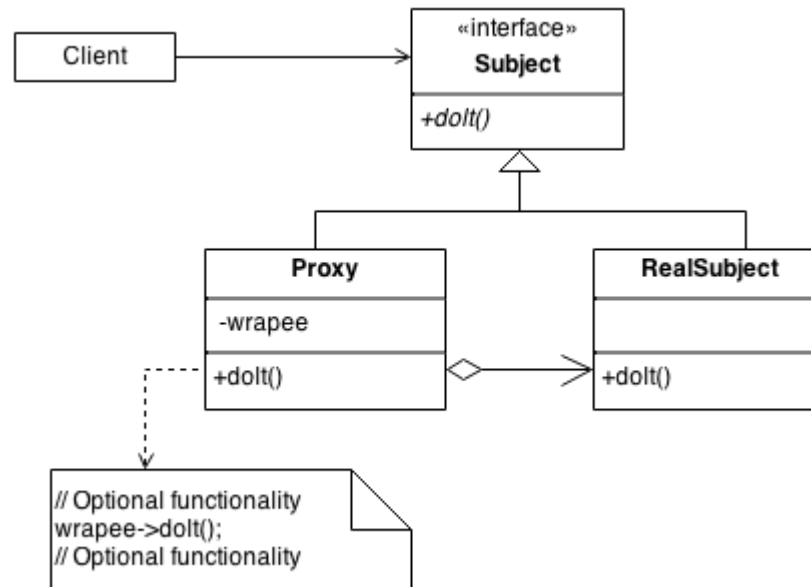 Client
«interface»
Subject
+doIt()
Proxy
-wrapee
+doIt()
RealSubject
+doIt()
// Optional functionality
wrapee->doIt();
// Optional functionality